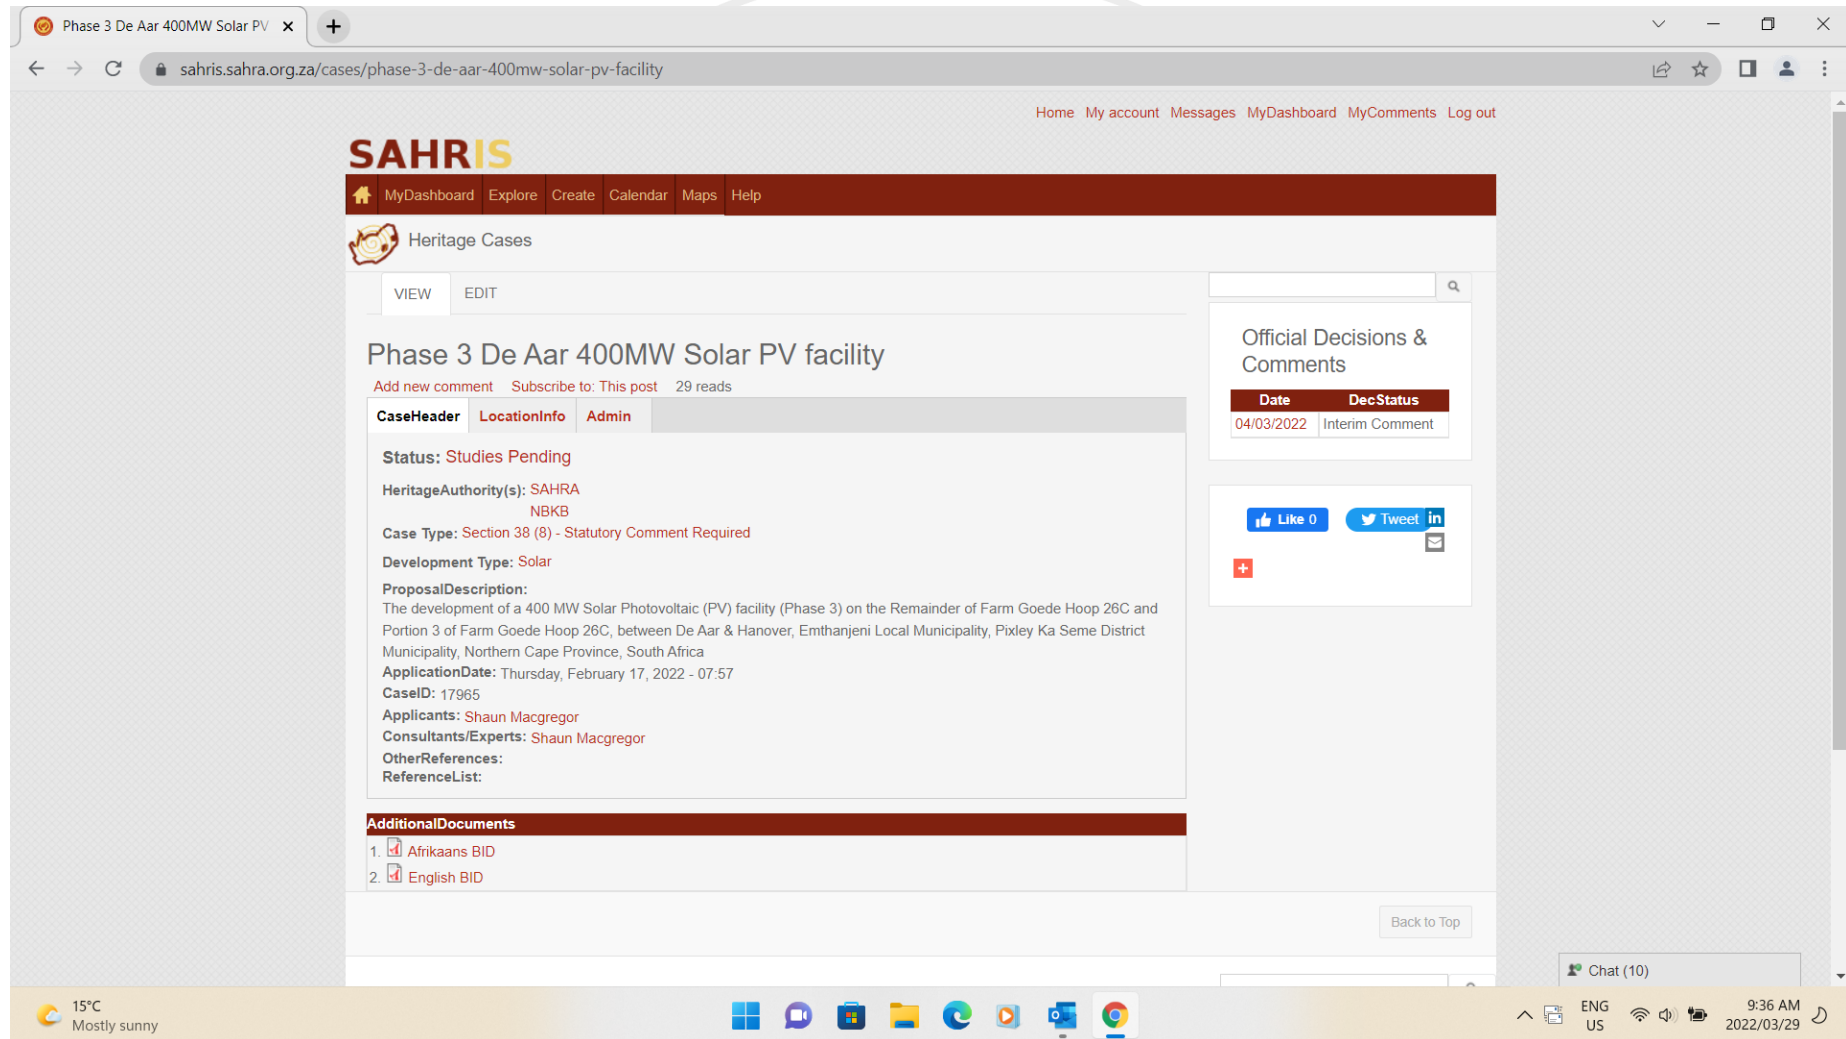 Phase 3 De Aar 400MW Solar PV
sahris.sahra.org.za/cases/phase-3-de-aar-400mw-solar-pv-facility
Home My account Messages MyDashboard MyComments Log out
SAHRIS
MyDashboard Explore Create Calendar Maps Help
Heritage Cases
VIEW EDIT
Phase 3 De Aar 400MW Solar PV facility
Add new comment Subscribe to: This post 29 reads
CaseHeader LocationInfo Admin
Status: Studies Pending
HeritageAuthority(s): SAHRA
NBKB
Case Type: Section 38 (8) - Statutory Comment Required
Development Type: Solar
ProposalDescription:
The development of a 400 MW Solar Photovoltaic (PV) facility (Phase 3) on the Remainder of Farm Goede Hoop 26C and
Portion 3 of Farm Goede Hoop 26C, between De Aar & Hanover, Emthanjeni Local Municipality, Pixley Ka Seme District
Municipality, Northern Cape Province, South Africa
ApplicationDate: Thursday, February 17, 2022 - 07:57
CaseID: 17965
Applicants: Shaun Macgregor
Consultants/Experts: Shaun Macgregor
OtherReferences:
ReferenceList:
AdditionalDocuments
1. Afrikaans BID
2. English BID
Official Decisions &
Comments
Date DecStatus
04/03/2022 Interim Comment
Like 0 Tweet in
Back to Top
Chat (10)
15°C
Mostly sunny
ENG
US
9:36 AM
2022/03/29